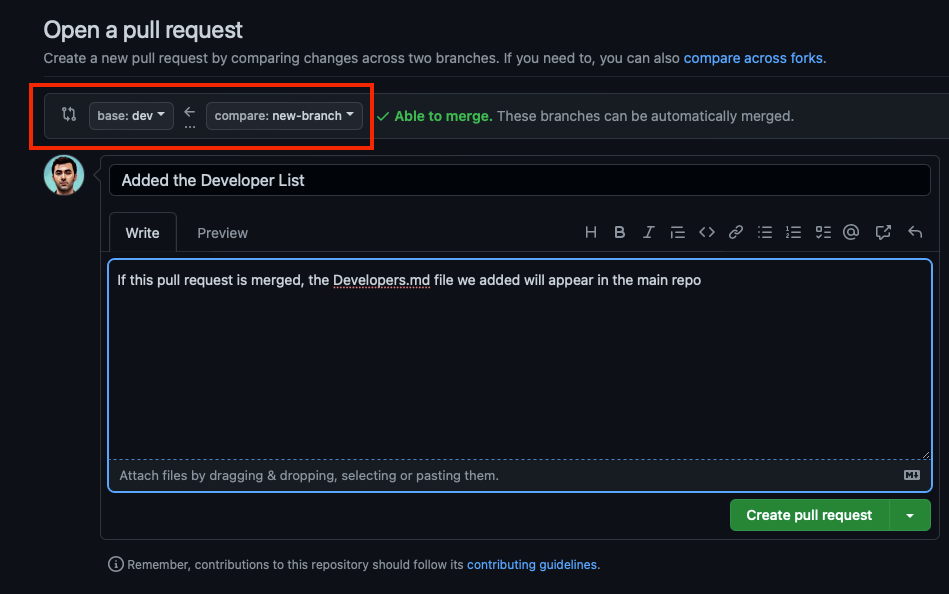 Open a pull request
Create a new pull request by comparing changes across two branches. If you need to, you can also compare across forks.
base: dev ← compare: new-branch ✓ Able to merge. These branches can be automatically merged.
Added the Developer List
Write Preview
If this pull request is merged, the Developers.md file we added will appear in the main repo
Attach files by dragging & dropping, selecting or pasting them.
Create pull request
Remember, contributions to this repository should follow its contributing guidelines.